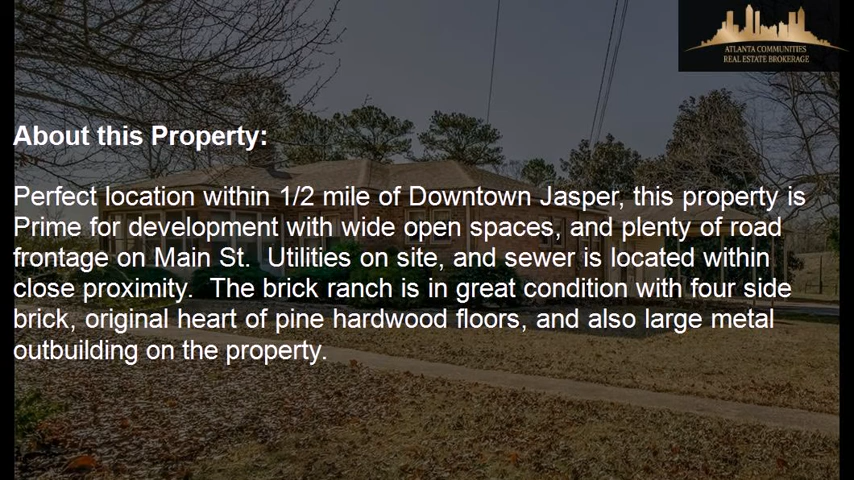 ATLANTA COMMUNITIES
REAL ESTATE BROKERAGE
About this Property:
Perfect location within 1/2 mile of Downtown Jasper, this property is
Prime for development with wide open spaces, and plenty of road
frontage on Main St.  Utilities on site, and sewer is located within
close proximity.  The brick ranch is in great condition with four side
brick, original heart of pine hardwood floors, and also large metal
outbuilding on the property.